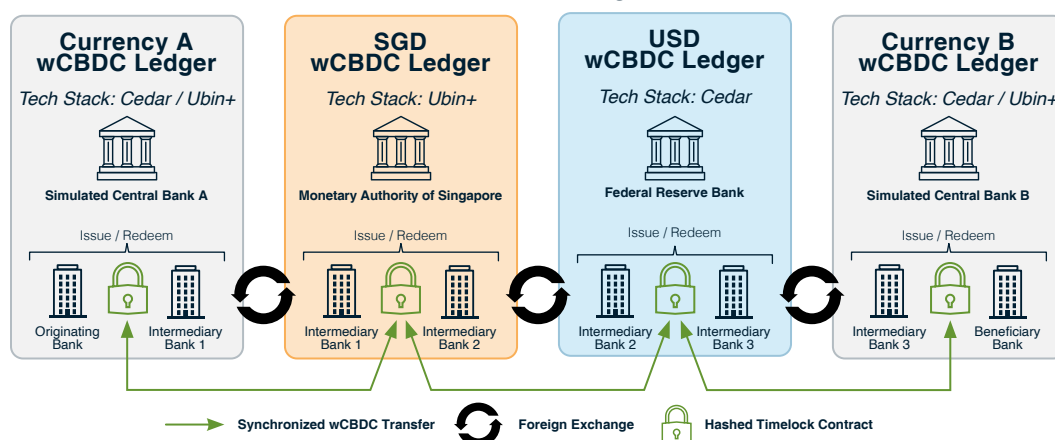 Currency A
wCBDC Ledger
Tech Stack: Cedar / Ubin+
Simulated Central Bank A
Issue / Redeem
Originating
Bank
Intermediary
Bank 1
SGD
wCBDC Ledger
Tech Stack: Ubin+
Monetary Authority of Singapore
Issue / Redeem
Intermediary
Bank 1
Intermediary
Bank 2
USD
wCBDC Ledger
Tech Stack: Cedar
Federal Reserve Bank
Issue / Redeem
Intermediary
Bank 2
Intermediary
Bank 3
Currency B
wCBDC Ledger
Tech Stack: Cedar / Ubin+
Simulated Central Bank B
Issue / Redeem
Intermediary
Bank 3
Beneficiary
Bank
Synchronized wCBDC Transfer
Foreign Exchange
Hashed Timelock Contract